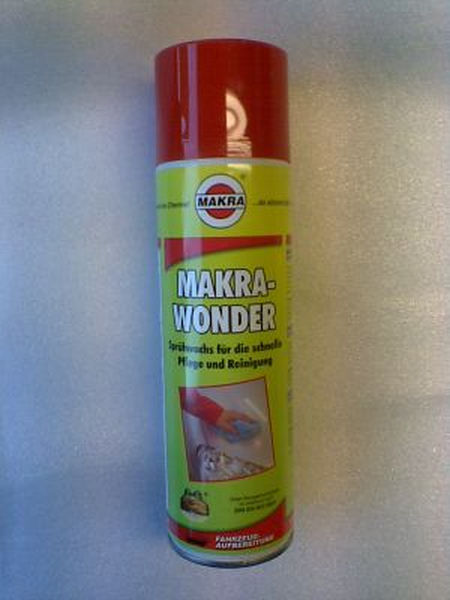 MAKRA
MAKRA-
WONDER
Sprühwachs für die schnelle
Pflege und Reinigung
FAHRZEUG-
AUFBEREITUNG